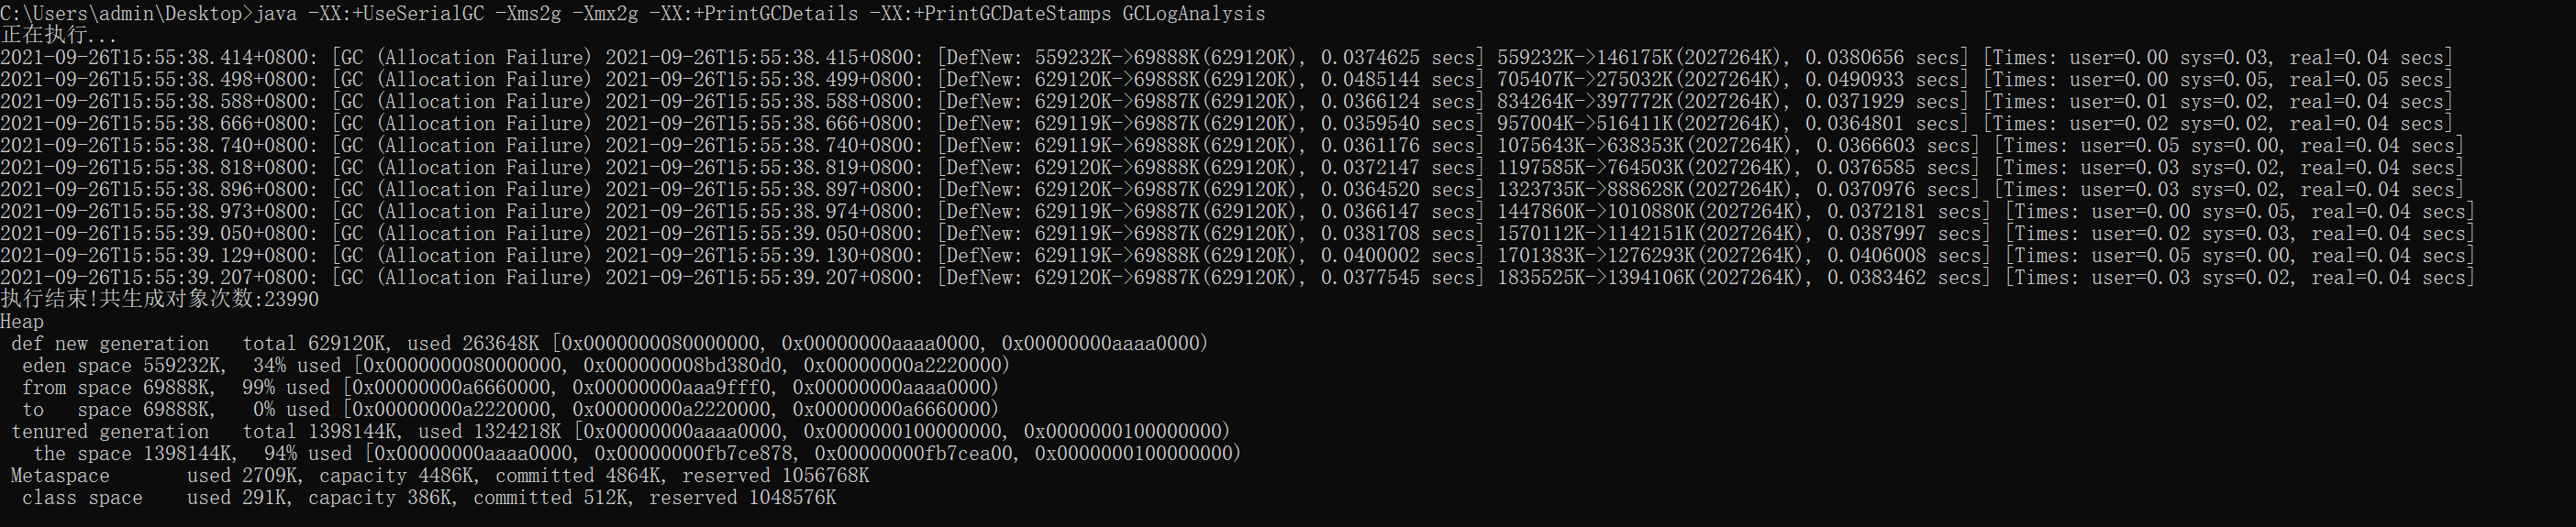 C:\Users\admin\Desktop>java -XX:+UseSerialGC -Xms2g -Xmx2g -XX:+PrintGCDetails -XX:+PrintGCDateStamps GCLogAnalysis
正在执行...
2021-09-26T15:55:38.414+0800: [GC (Allocation Failure) 2021-09-26T15:55:38.415+0800: [DefNew: 559232K->69888K(629120K), 0.0374625 secs] 559232K->146175K(2027264K), 0.0380656 secs] [Times: user=0.00 sys=0.03, real=0.04 secs]
2021-09-26T15:55:38.498+0800: [GC (Allocation Failure) 2021-09-26T15:55:38.499+0800: [DefNew: 629120K->69888K(629120K), 0.0485144 secs] 705407K->275032K(2027264K), 0.0490933 secs] [Times: user=0.00 sys=0.05, real=0.05 secs]
2021-09-26T15:55:38.588+0800: [GC (Allocation Failure) 2021-09-26T15:55:38.588+0800: [DefNew: 629120K->69887K(629120K), 0.0366124 secs] 834264K->397772K(2027264K), 0.0371929 secs] [Times: user=0.01 sys=0.02, real=0.04 secs]
2021-09-26T15:55:38.666+0800: [GC (Allocation Failure) 2021-09-26T15:55:38.666+0800: [DefNew: 629119K->69887K(629120K), 0.0359540 secs] 957004K->516411K(2027264K), 0.0364801 secs] [Times: user=0.02 sys=0.02, real=0.04 secs]
2021-09-26T15:55:38.740+0800: [GC (Allocation Failure) 2021-09-26T15:55:38.740+0800: [DefNew: 629119K->69888K(629120K), 0.0361176 secs] 1075643K->638353K(2027264K), 0.0366603 secs] [Times: user=0.05 sys=0.00, real=0.04 secs]
2021-09-26T15:55:38.818+0800: [GC (Allocation Failure) 2021-09-26T15:55:38.819+0800: [DefNew: 629120K->69888K(629120K), 0.0372147 secs] 1197585K->764503K(2027264K), 0.0376585 secs] [Times: user=0.03 sys=0.02, real=0.04 secs]
2021-09-26T15:55:38.896+0800: [GC (Allocation Failure) 2021-09-26T15:55:38.897+0800: [DefNew: 629120K->69887K(629120K), 0.0364520 secs] 1323735K->888628K(2027264K), 0.0370976 secs] [Times: user=0.03 sys=0.02, real=0.04 secs]
2021-09-26T15:55:38.973+0800: [GC (Allocation Failure) 2021-09-26T15:55:38.974+0800: [DefNew: 629119K->69887K(629120K), 0.0366147 secs] 1447860K->1010880K(2027264K), 0.0372181 secs] [Times: user=0.00 sys=0.05, real=0.04 secs]
2021-09-26T15:55:39.050+0800: [GC (Allocation Failure) 2021-09-26T15:55:39.050+0800: [DefNew: 629119K->69887K(629120K), 0.0381708 secs] 1570112K->1142151K(2027264K), 0.0387997 secs] [Times: user=0.02 sys=0.03, real=0.04 secs]
2021-09-26T15:55:39.129+0800: [GC (Allocation Failure) 2021-09-26T15:55:39.130+0800: [DefNew: 629119K->69888K(629120K), 0.0400002 secs] 1701383K->1276293K(2027264K), 0.0406008 secs] [Times: user=0.05 sys=0.00, real=0.04 secs]
2021-09-26T15:55:39.207+0800: [GC (Allocation Failure) 2021-09-26T15:55:39.207+0800: [DefNew: 629120K->69887K(629120K), 0.0377545 secs] 1835525K->1394106K(2027264K), 0.0383462 secs] [Times: user=0.03 sys=0.02, real=0.04 secs]
执行结束!共生成对象次数:23990
Heap
 def new generation   total 629120K, used 263648K [0x0000000080000000, 0x00000000aaaa0000, 0x00000000aaaa0000)
  eden space 559232K,  34% used [0x0000000080000000, 0x000000008bd380d0, 0x00000000a2220000)
  from space 69888K,  99% used [0x00000000a6660000, 0x00000000aaa9fff0, 0x00000000aaaa0000)
  to   space 69888K,   0% used [0x00000000a2220000, 0x00000000a2220000, 0x00000000a6660000)
 tenured generation   total 1398144K, used 1324218K [0x00000000aaaa0000, 0x0000000100000000, 0x0000000100000000)
   the space 1398144K,  94% used [0x00000000aaaa0000, 0x00000000fb7ce878, 0x00000000fb7cea00, 0x0000000100000000)
 Metaspace       used 2709K, capacity 4486K, committed 4864K, reserved 1056768K
  class space    used 291K, capacity 386K, committed 512K, reserved 1048576K